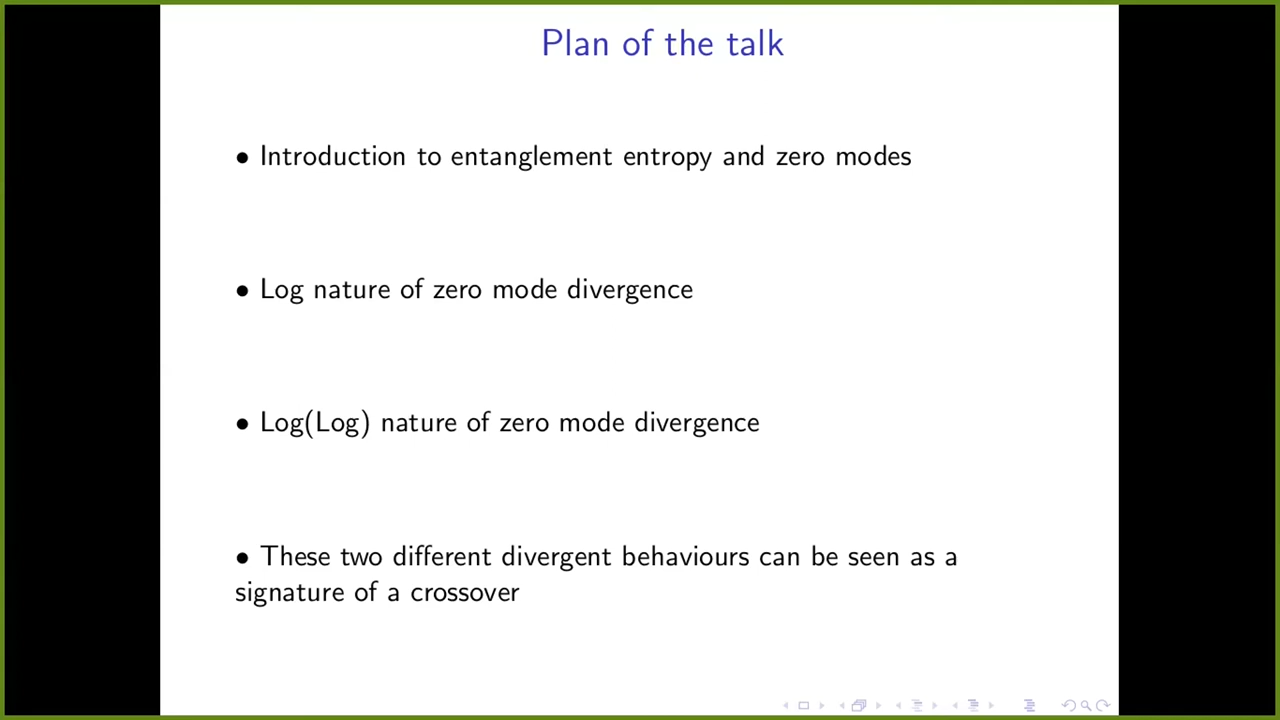 Plan of the talk
• Introduction to entanglement entropy and zero modes
• Log nature of zero mode divergence
• Log(Log) nature of zero mode divergence
• These two different divergent behaviours can be seen as a
signature of a crossover